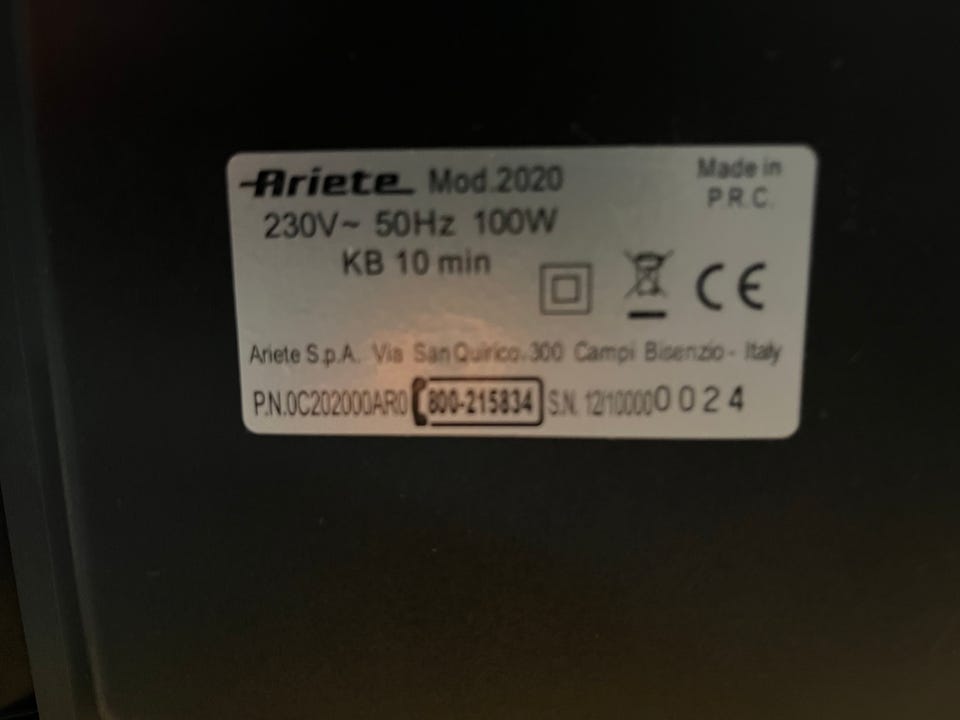 Ariete Mod.2020
Made in
P.R.C.
230V~ 50Hz 100W
KB 10 min
CE
Ariete S.p.A. Via San Quirico, 300 Campi Bisenzio - Italy
P.N.0C202000AR0 800-215834 S.N. 12/100000024